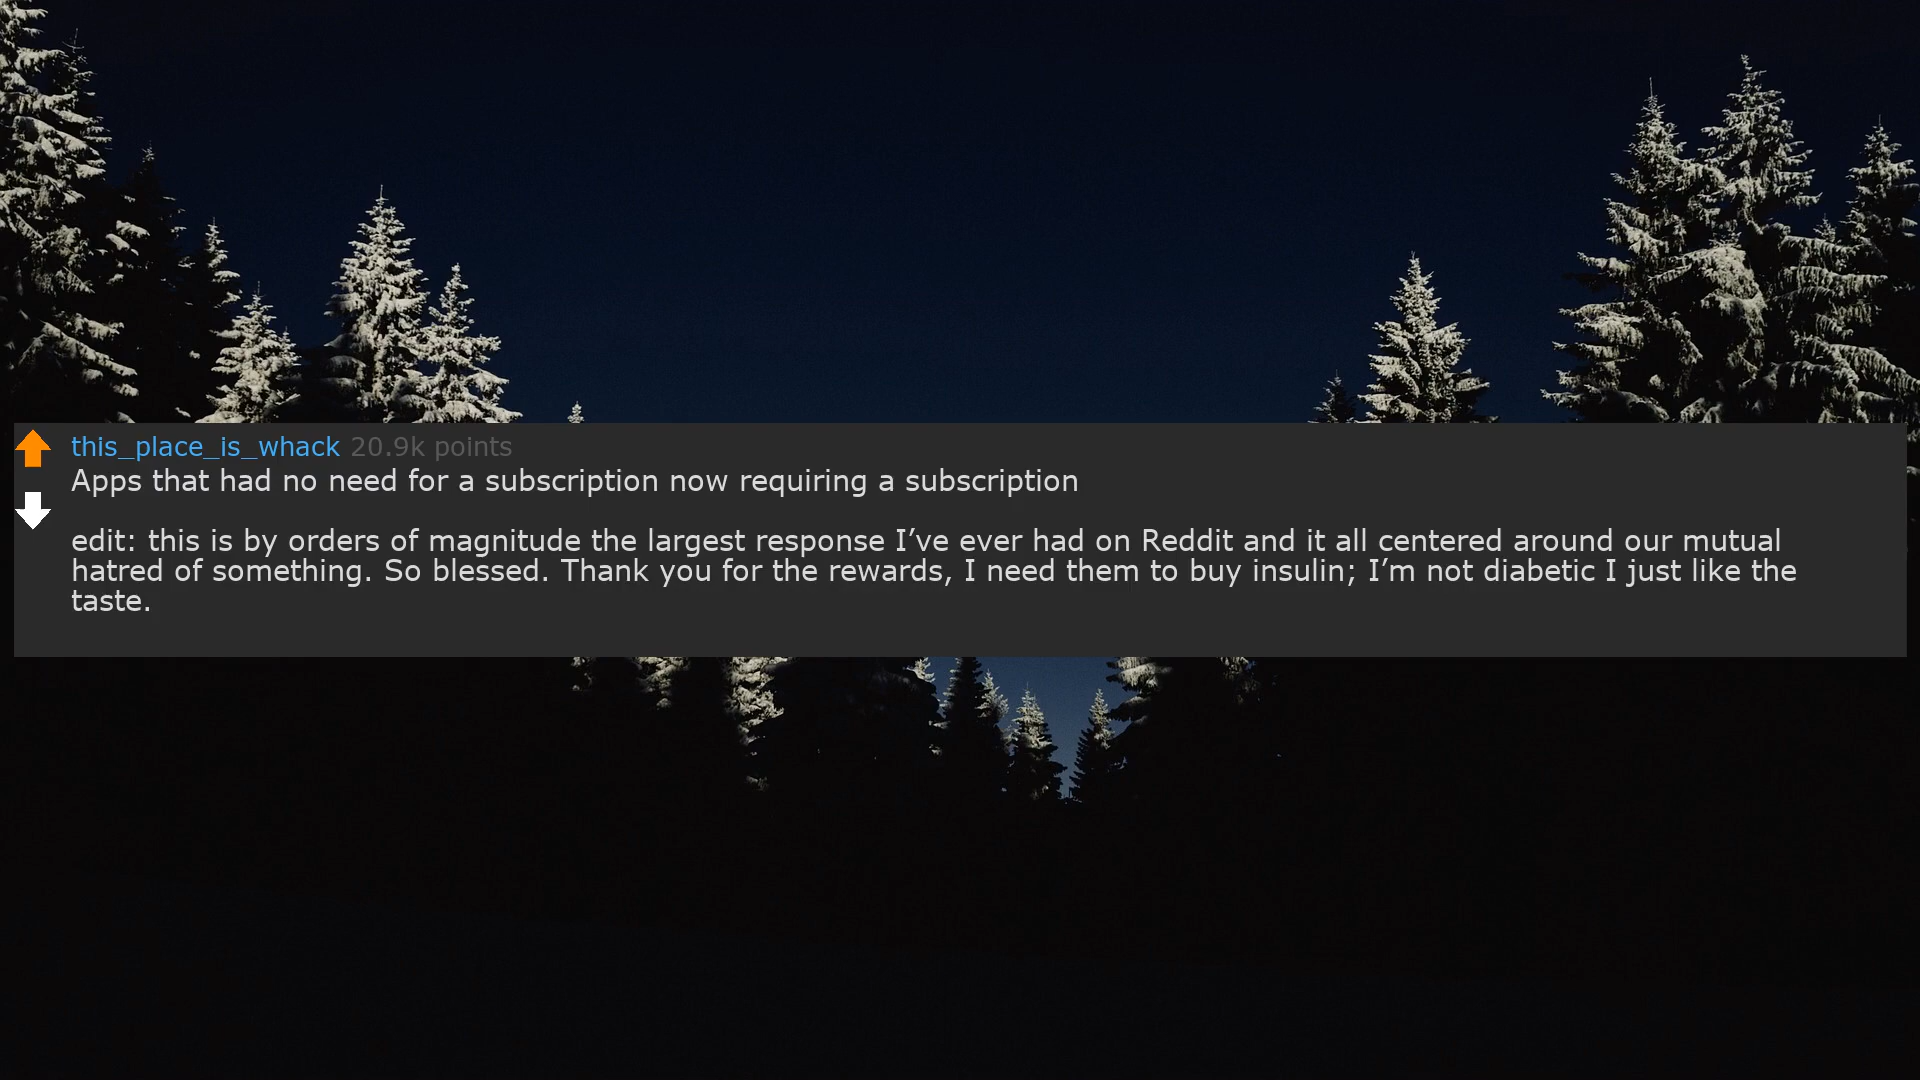 this_place_is_whack 20.9k points
Apps that had no need for a subscription now requiring a subscription
edit: this is by orders of magnitude the largest response I’ve ever had on Reddit and it all centered around our mutual
hatred of something. So blessed. Thank you for the rewards, I need them to buy insulin; I’m not diabetic I just like the
taste.